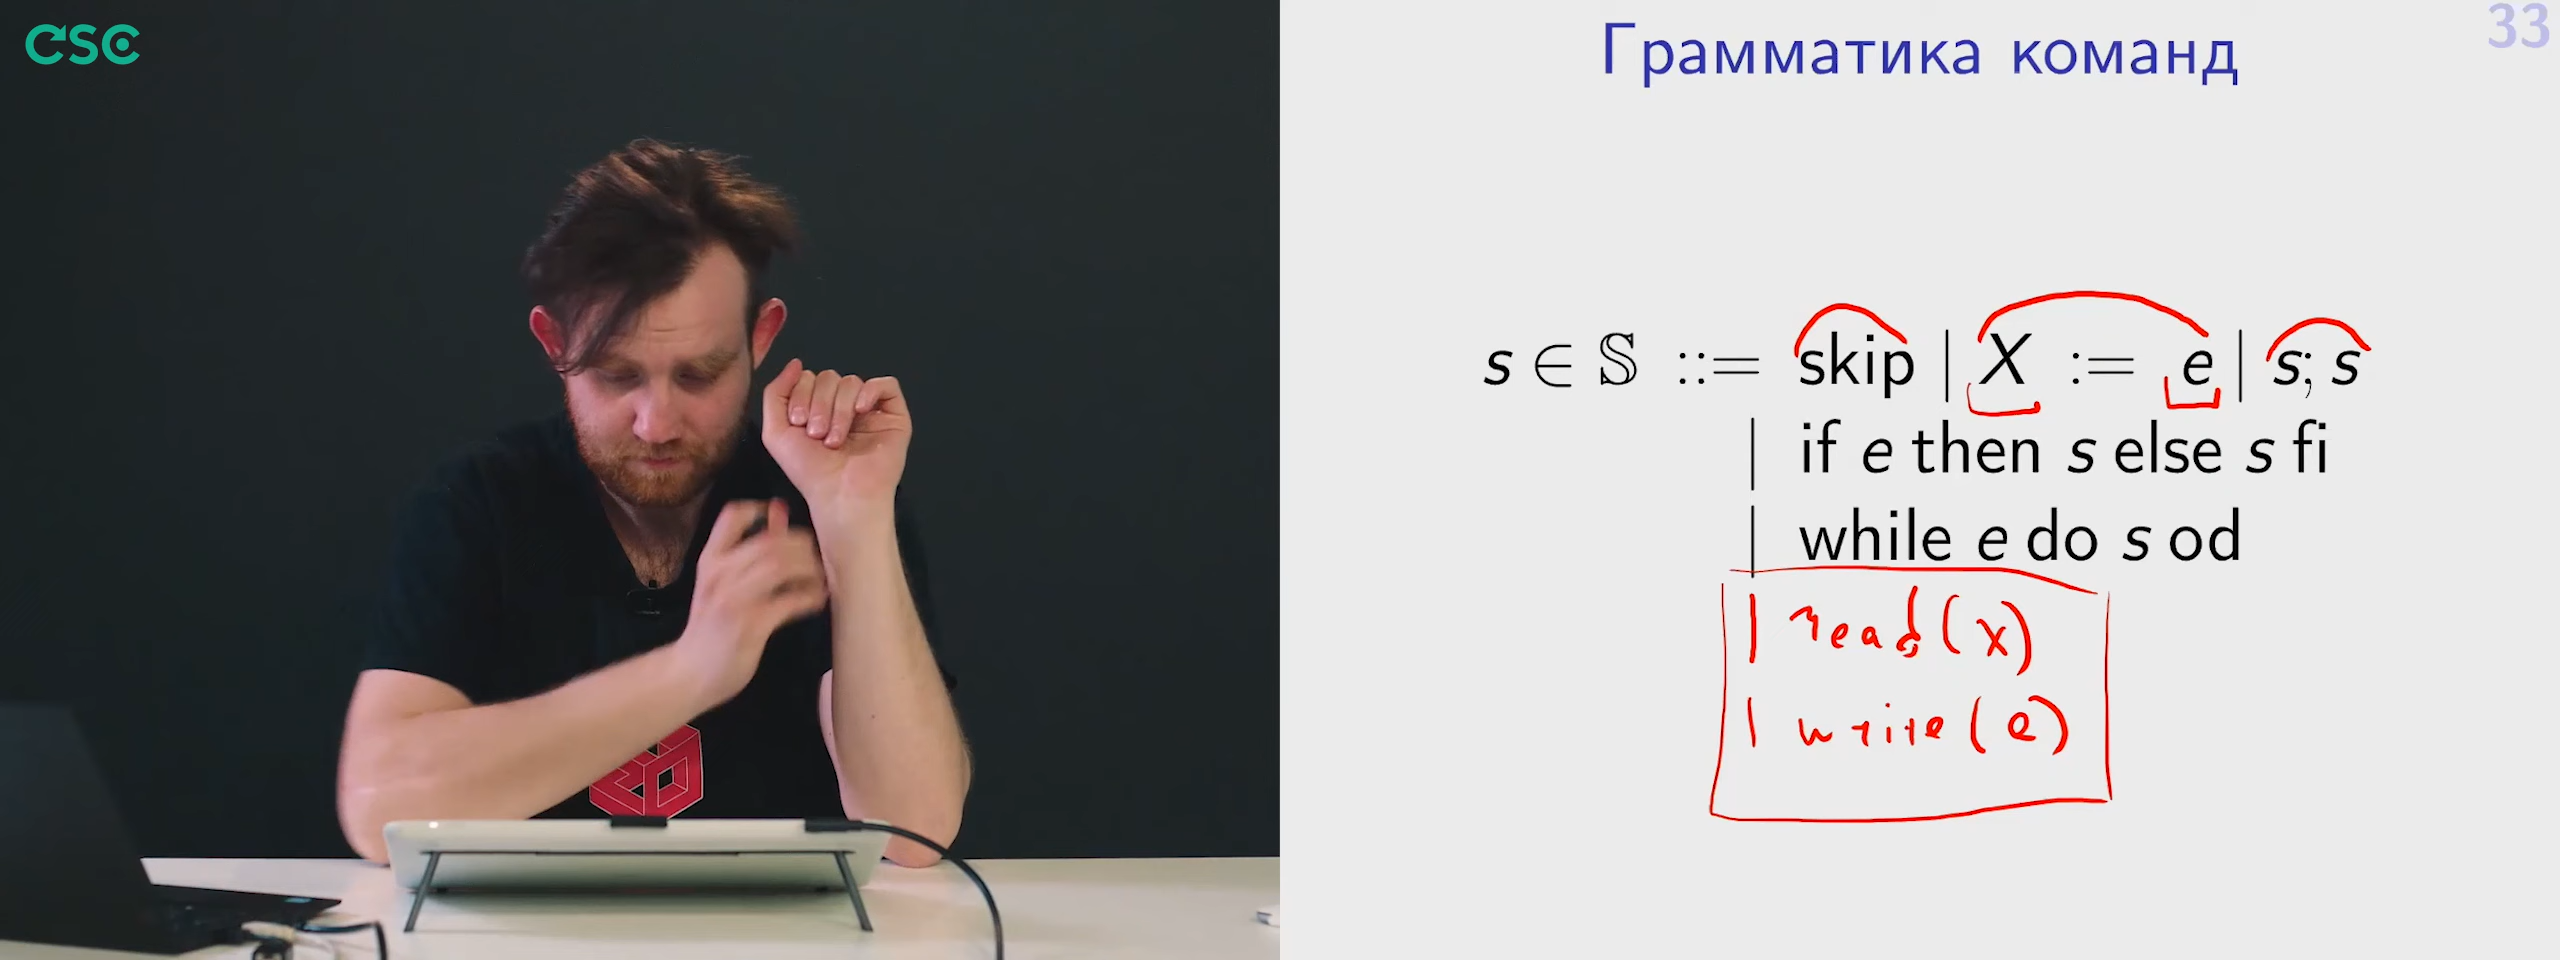 CSC
Грамматика команд
33
s ∈ 𝕊 ::= skip | X := e | s; s
| if e then s else s fi
| while e do s od
| read(x)
| write(e)